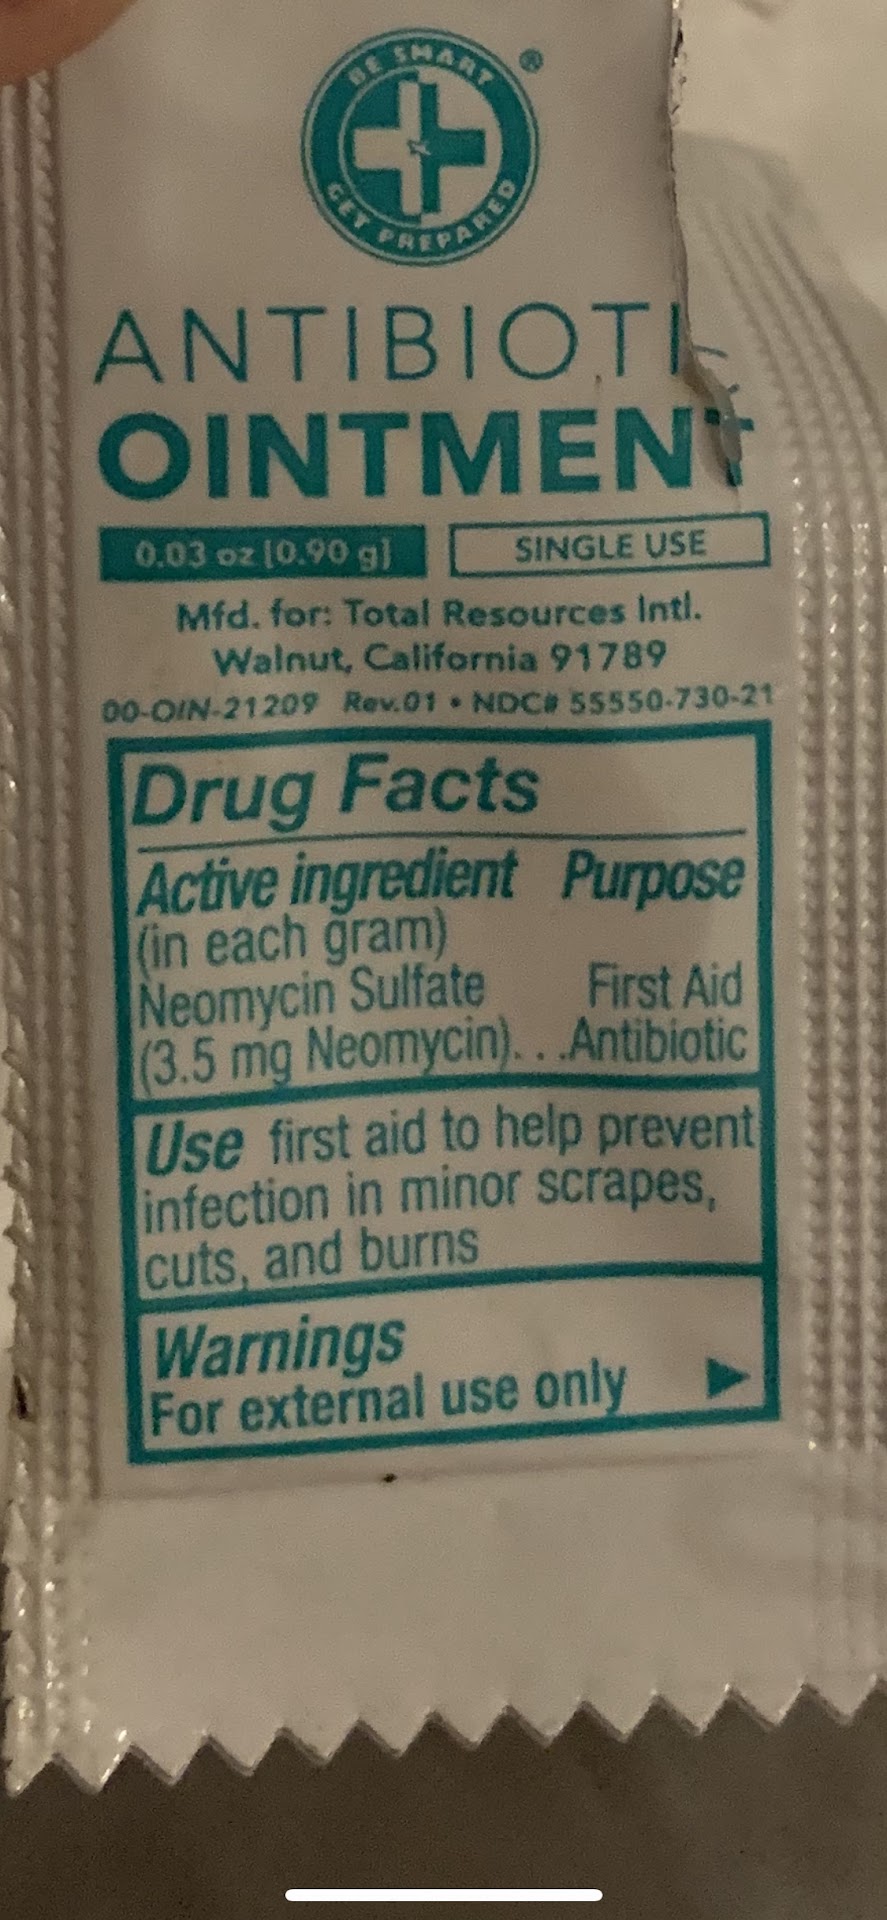 BE SMART
GET PREPARED
®
ANTIBIOTIC
OINTMENT
0.03 oz [0.90 g] SINGLE USE
Mfd. for: Total Resources Intl.
Walnut, California 91789
00-OIN-21209 Rev.01 • NDC# 55550-730-21
Drug Facts
Active ingredient Purpose
(in each gram)
Neomycin Sulfate First Aid
(3.5 mg Neomycin). . .Antibiotic
Use first aid to help prevent
infection in minor scrapes,
cuts, and burns
Warnings
For external use only